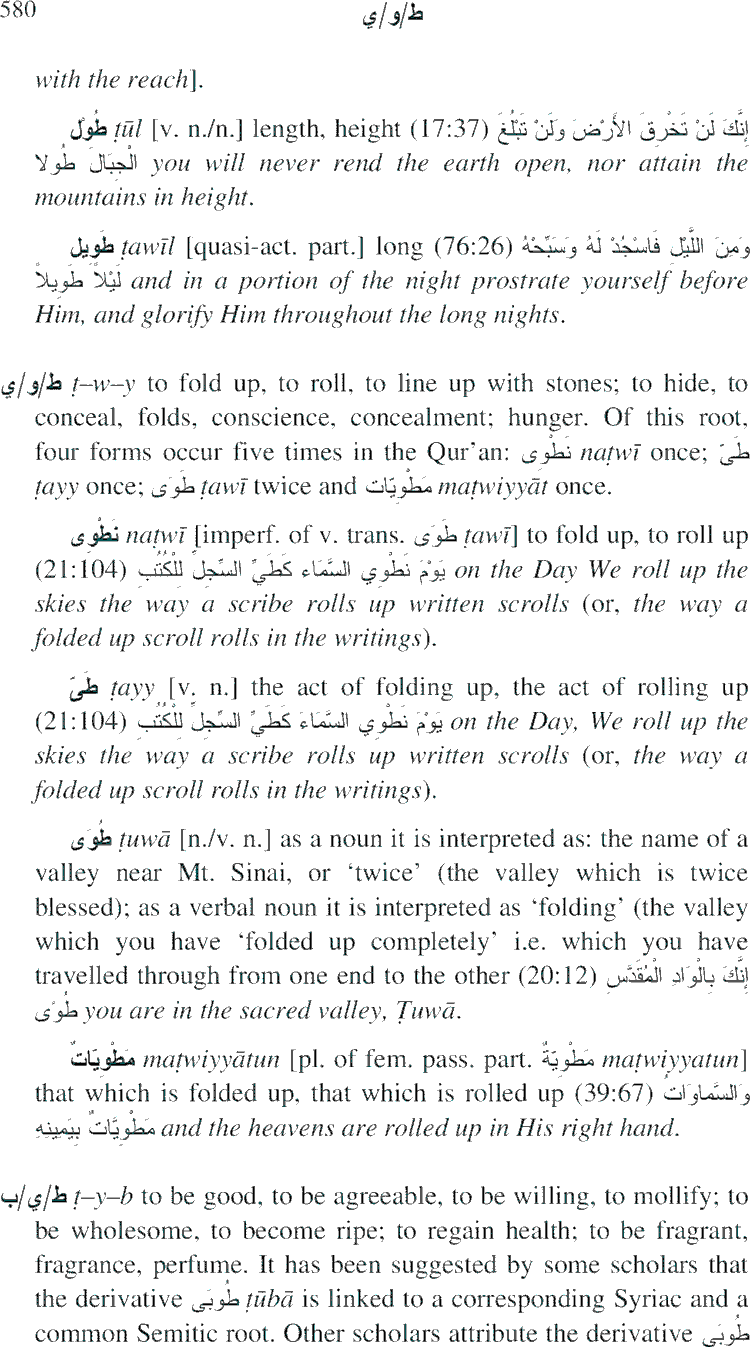 580 ط/و/ي
with the reach].
طُوْل ṭūl [v. n./n.] length, height (17:37) إِنَّكَ لَنْ تَخْرِقَ الأَرْضَ وَلَنْ تَبْلُغَ
الْجِبَالَ طُولا you will never rend the earth open, nor attain the
mountains in height.
طَوِيل ṭawīl [quasi-act. part.] long (76:26) وَمِنَ اللَّيْلِ فَاسْجُدْ لَهُ وَسَبِّحْهُ
لَيْلاً طَوِيلاً and in a portion of the night prostrate yourself before
Him, and glorify Him throughout the long nights.
ط/و/ي ṭ–w–y to fold up, to roll, to line up with stones; to hide, to
conceal, folds, conscience, concealment; hunger. Of this root,
four forms occur five times in the Qur’an: نَطْوِى naṭwī once; طَيّ
ṭayy once; طَوَى ṭawī twice and مَطْوِيّات maṭwiyyāt once.
نَطْوِى naṭwī [imperf. of v. trans. طَوَى ṭawī] to fold up, to roll up
(21:104) يَوْمَ نَطْوِي السَّمَاء كَطَيِّ السِّجِلِّ لِلْكُتُبِ on the Day We roll up the
skies the way a scribe rolls up written scrolls (or, the way a
folded up scroll rolls in the writings).
طَيّ ṭayy [v. n.] the act of folding up, the act of rolling up
(21:104) يَوْمَ نَطْوِي السَّمَاءَ كَطَيِّ السِّجِلِّ لِلْكُتُبِ on the Day, We roll up the
skies the way a scribe rolls up written scrolls (or, the way a
folded up scroll rolls in the writings).
طُوَى ṭuwā [n./v. n.] as a noun it is interpreted as: the name of a
valley near Mt. Sinai, or ‘twice’ (the valley which is twice
blessed); as a verbal noun it is interpreted as ‘folding’ (the valley
which you have ‘folded up completely’ i.e. which you have
travelled through from one end to the other (20:12) إِنَّكَ بِالْوَادِ الْمُقَدَّسِ
طُوًى you are in the sacred valley, Ṭuwā.
مَطْوِيّاتٌ maṭwiyyātun [pl. of fem. pass. part. مَطْوِيّةٌ maṭwiyyatun]
that which is folded up, that which is rolled up (39:67) وَالسَّماوَاتُ
مَطْوِيَّاتٌ بِيَمِينِهِ and the heavens are rolled up in His right hand.
ط/ي/ب ṭ–y–b to be good, to be agreeable, to be willing, to mollify; to
be wholesome, to become ripe; to regain health; to be fragrant,
fragrance, perfume. It has been suggested by some scholars that
the derivative طُوبَى ṭūbā is linked to a corresponding Syriac and a
common Semitic root. Other scholars attribute the derivative طُوبَى